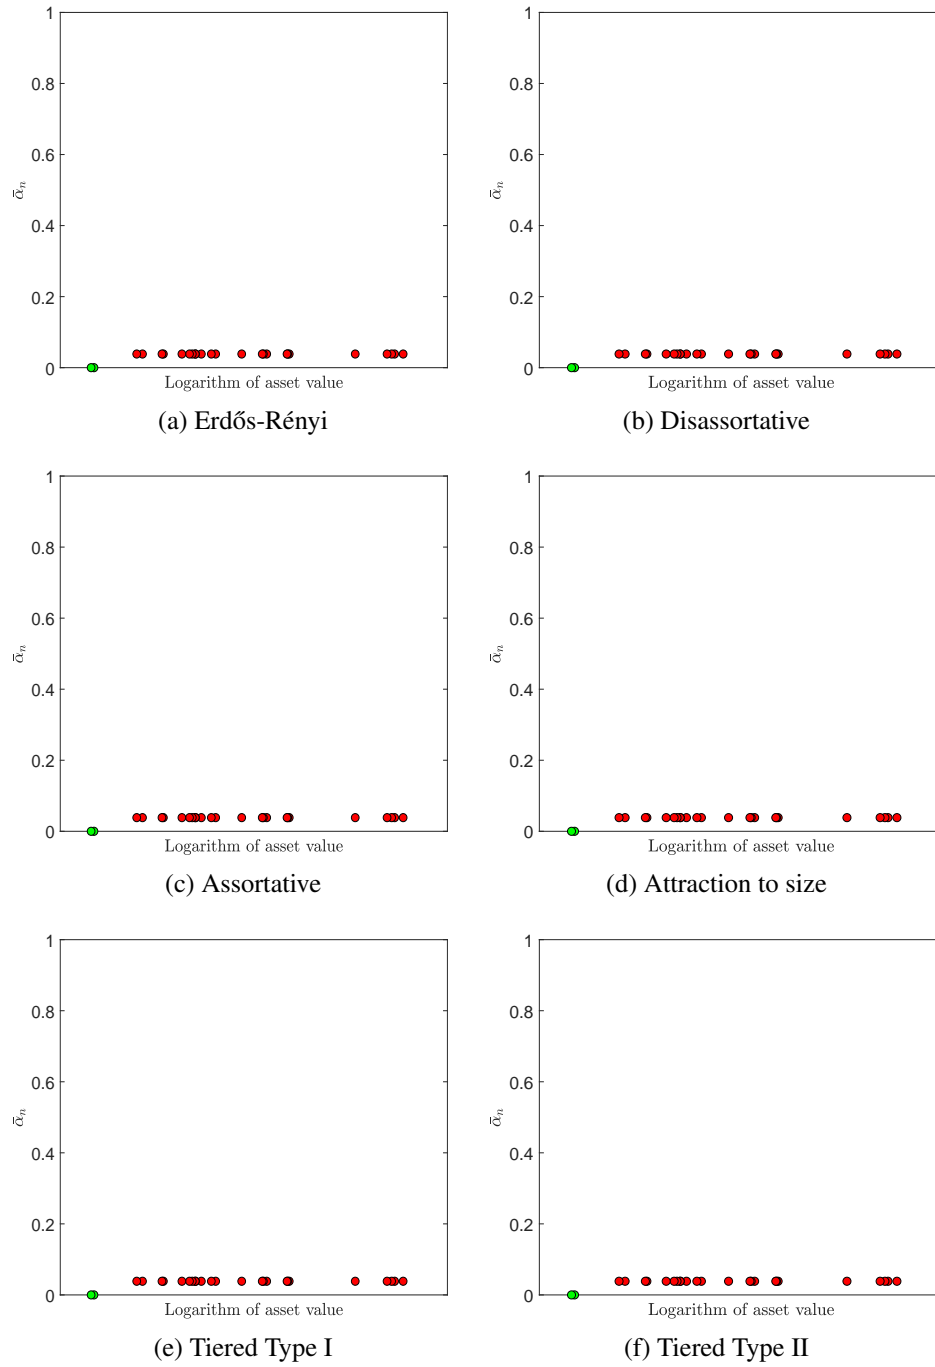 1
0.8
0.6
0.4
0.2
0
ᾱₙ
Logarithm of asset value
(a) Erdős-Rényi
1
0.8
0.6
0.4
0.2
0
ᾱₙ
Logarithm of asset value
(b) Disassortative
1
0.8
0.6
0.4
0.2
0
ᾱₙ
Logarithm of asset value
(c) Assortative
1
0.8
0.6
0.4
0.2
0
ᾱₙ
Logarithm of asset value
(d) Attraction to size
1
0.8
0.6
0.4
0.2
0
ᾱₙ
Logarithm of asset value
(e) Tiered Type I
1
0.8
0.6
0.4
0.2
0
ᾱₙ
Logarithm of asset value
(f) Tiered Type II